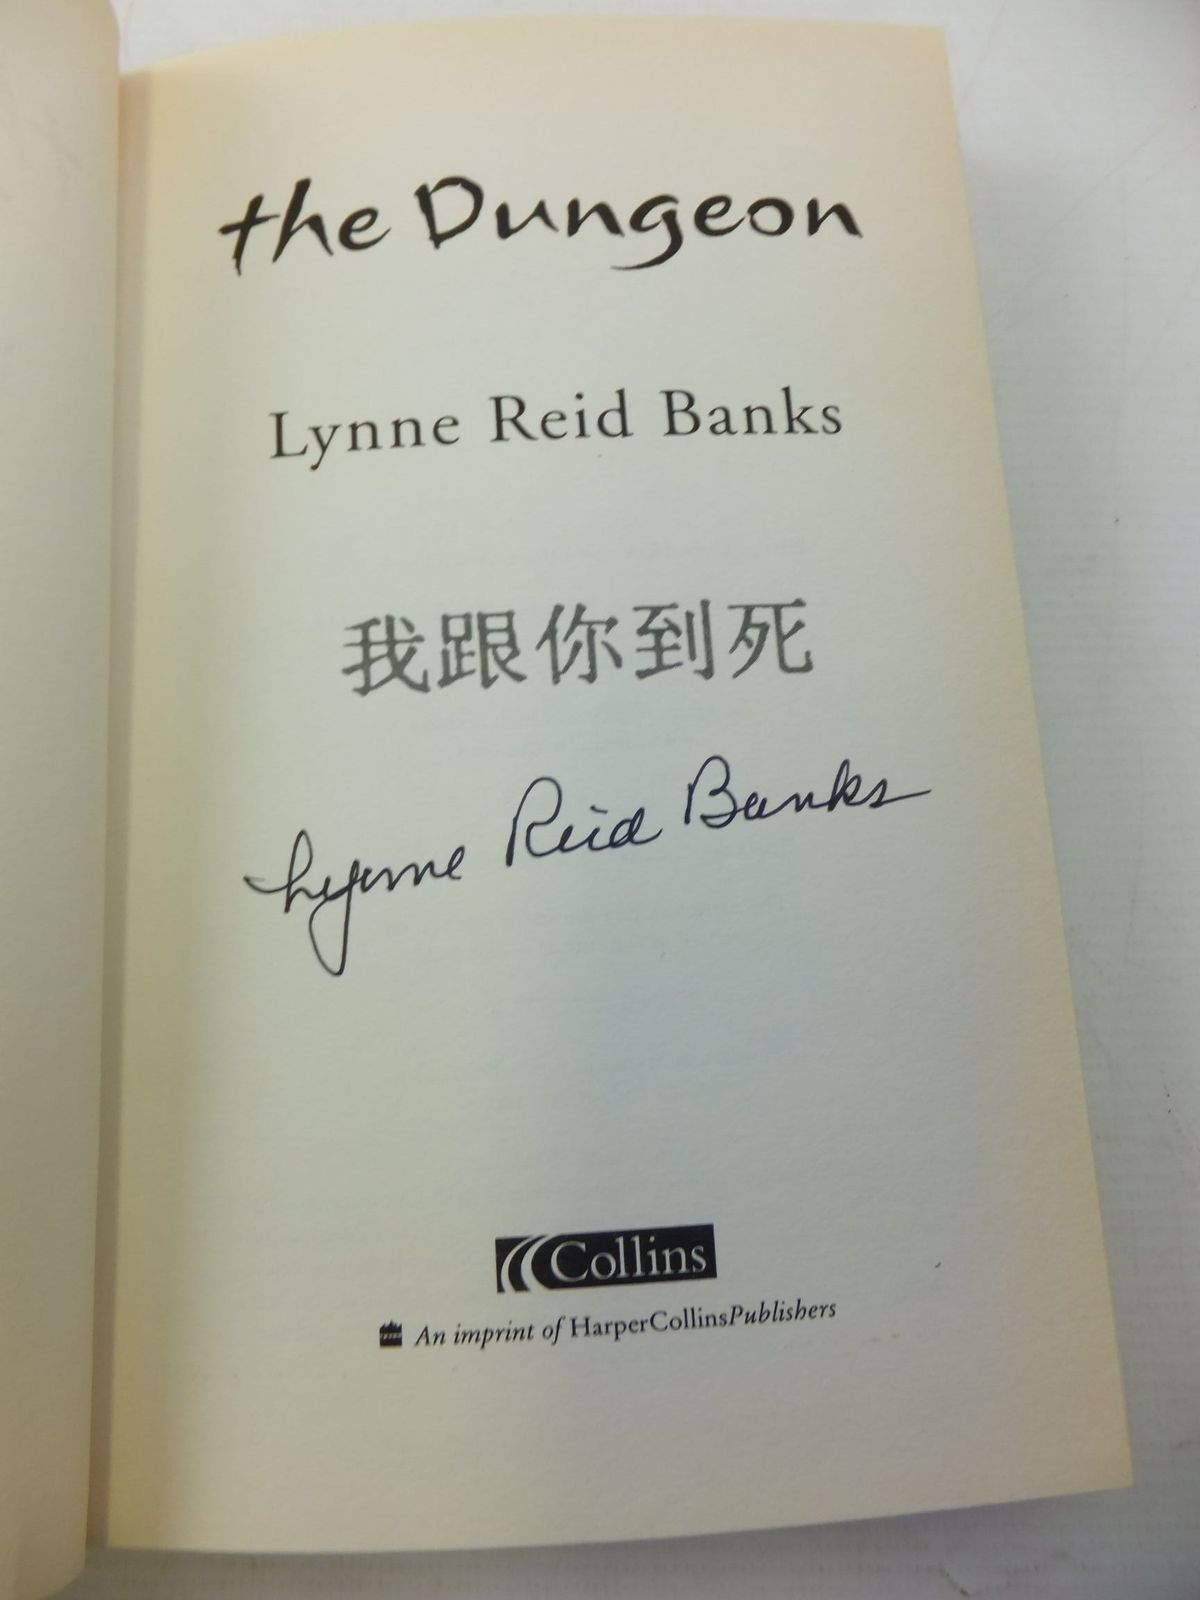 the Dungeon
Lynne Reid Banks
我跟你到死
Lynne Reid Banks
Collins
An imprint of HarperCollinsPublishers